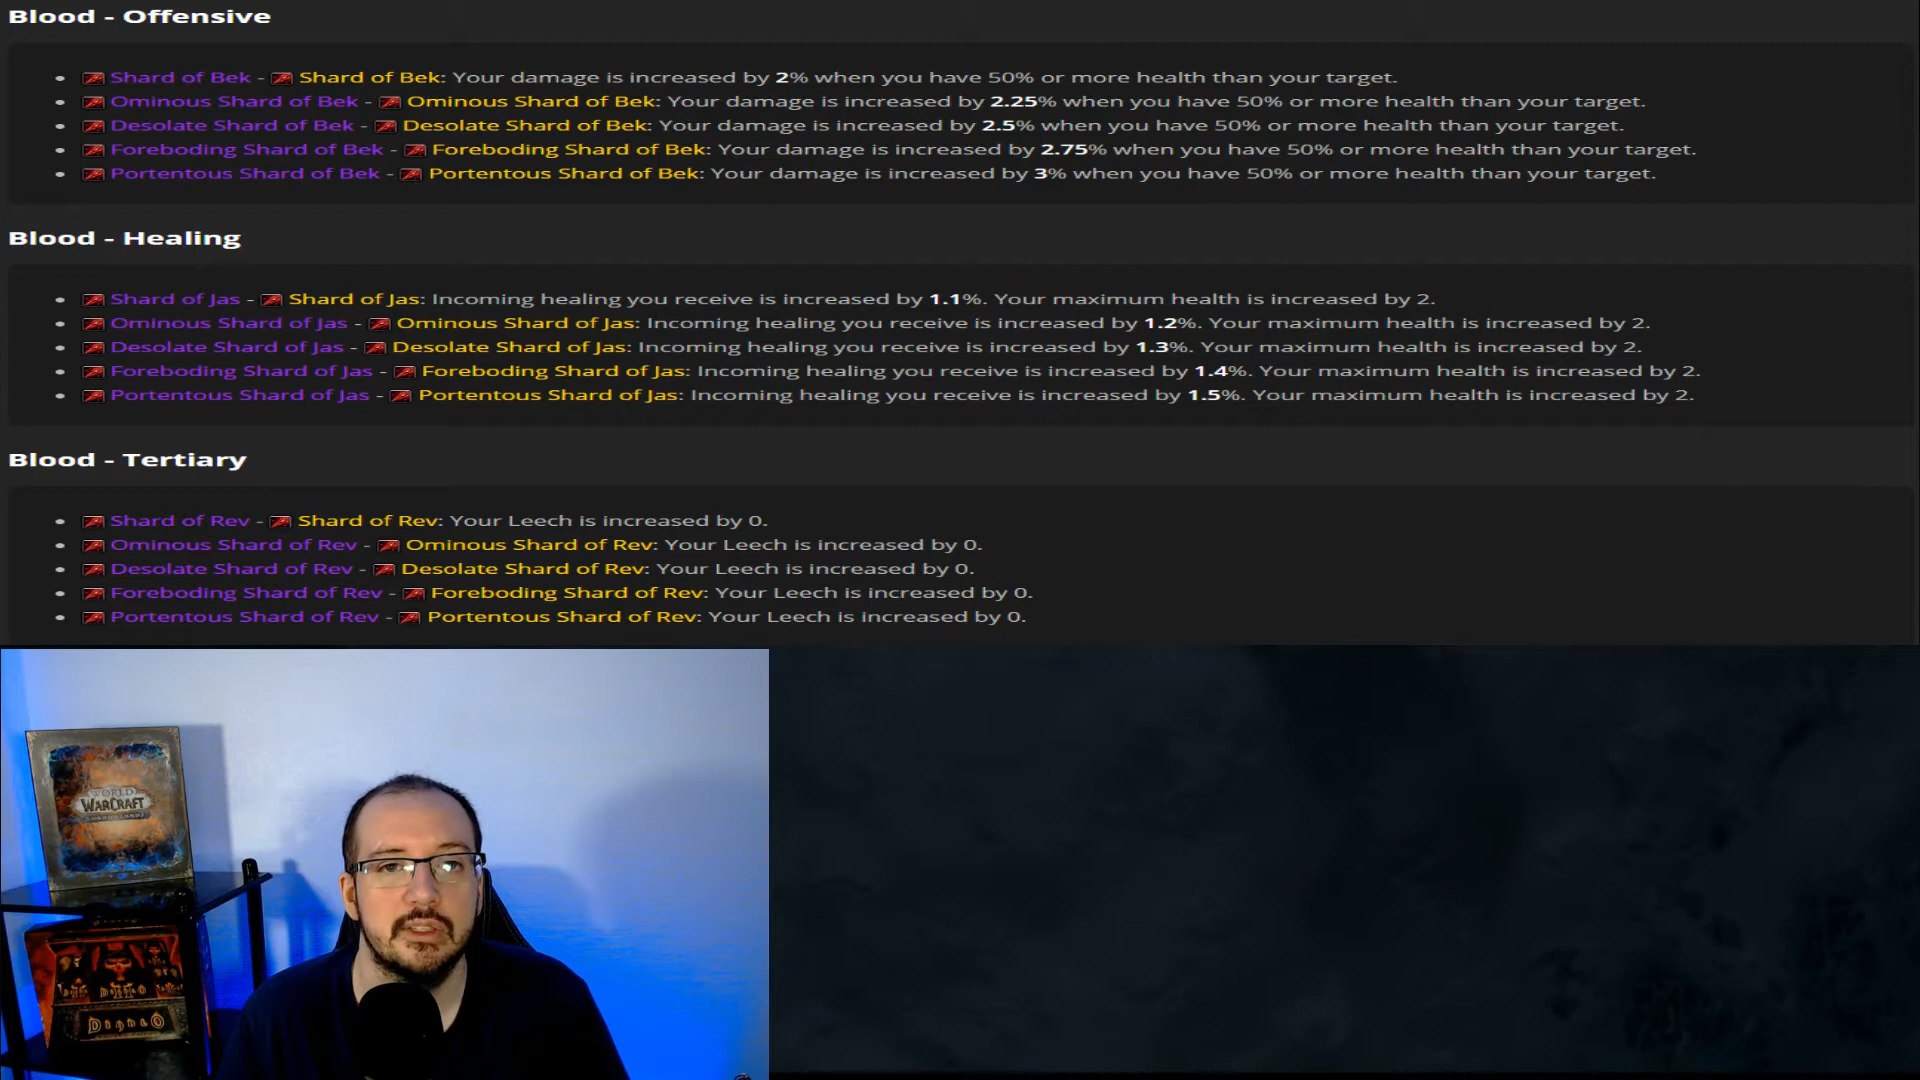 Blood - Offensive
Shard of Bek - Shard of Bek: Your damage is increased by 2% when you have 50% or more health than your target.
Ominous Shard of Bek - Ominous Shard of Bek: Your damage is increased by 2.25% when you have 50% or more health than your target.
Desolate Shard of Bek - Desolate Shard of Bek: Your damage is increased by 2.5% when you have 50% or more health than your target.
Foreboding Shard of Bek - Foreboding Shard of Bek: Your damage is increased by 2.75% when you have 50% or more health than your target.
Portentous Shard of Bek - Portentous Shard of Bek: Your damage is increased by 3% when you have 50% or more health than your target.
Blood - Healing
Shard of Jas - Shard of Jas: Incoming healing you receive is increased by 1.1%. Your maximum health is increased by 2.
Ominous Shard of Jas - Ominous Shard of Jas: Incoming healing you receive is increased by 1.2%. Your maximum health is increased by 2.
Desolate Shard of Jas - Desolate Shard of Jas: Incoming healing you receive is increased by 1.3%. Your maximum health is increased by 2.
Foreboding Shard of Jas - Foreboding Shard of Jas: Incoming healing you receive is increased by 1.4%. Your maximum health is increased by 2.
Portentous Shard of Jas - Portentous Shard of Jas: Incoming healing you receive is increased by 1.5%. Your maximum health is increased by 2.
Blood - Tertiary
Shard of Rev - Shard of Rev: Your Leech is increased by 0.
Ominous Shard of Rev - Ominous Shard of Rev: Your Leech is increased by 0.
Desolate Shard of Rev - Desolate Shard of Rev: Your Leech is increased by 0.
Foreboding Shard of Rev - Foreboding Shard of Rev: Your Leech is increased by 0.
Portentous Shard of Rev - Portentous Shard of Rev: Your Leech is increased by 0.
WORLD
WARCRAFT
SHADOWLANDS
DIABLO